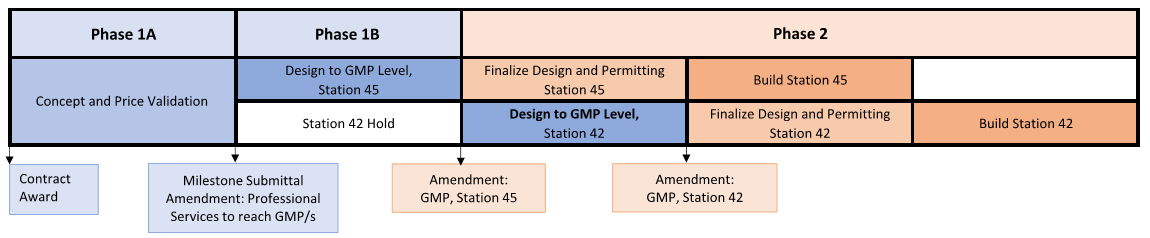 Phase 1A
Phase 1B
Phase 2
Concept and Price Validation
Design to GMP Level,
Station 45
Finalize Design and Permitting
Station 45
Build Station 45
Station 42 Hold
Design to GMP Level,
Station 42
Finalize Design and Permitting
Station 42
Build Station 42
Contract
Award
Milestone Submittal
Amendment: Professional
Services to reach GMP/s
Amendment:
GMP, Station 45
Amendment:
GMP, Station 42